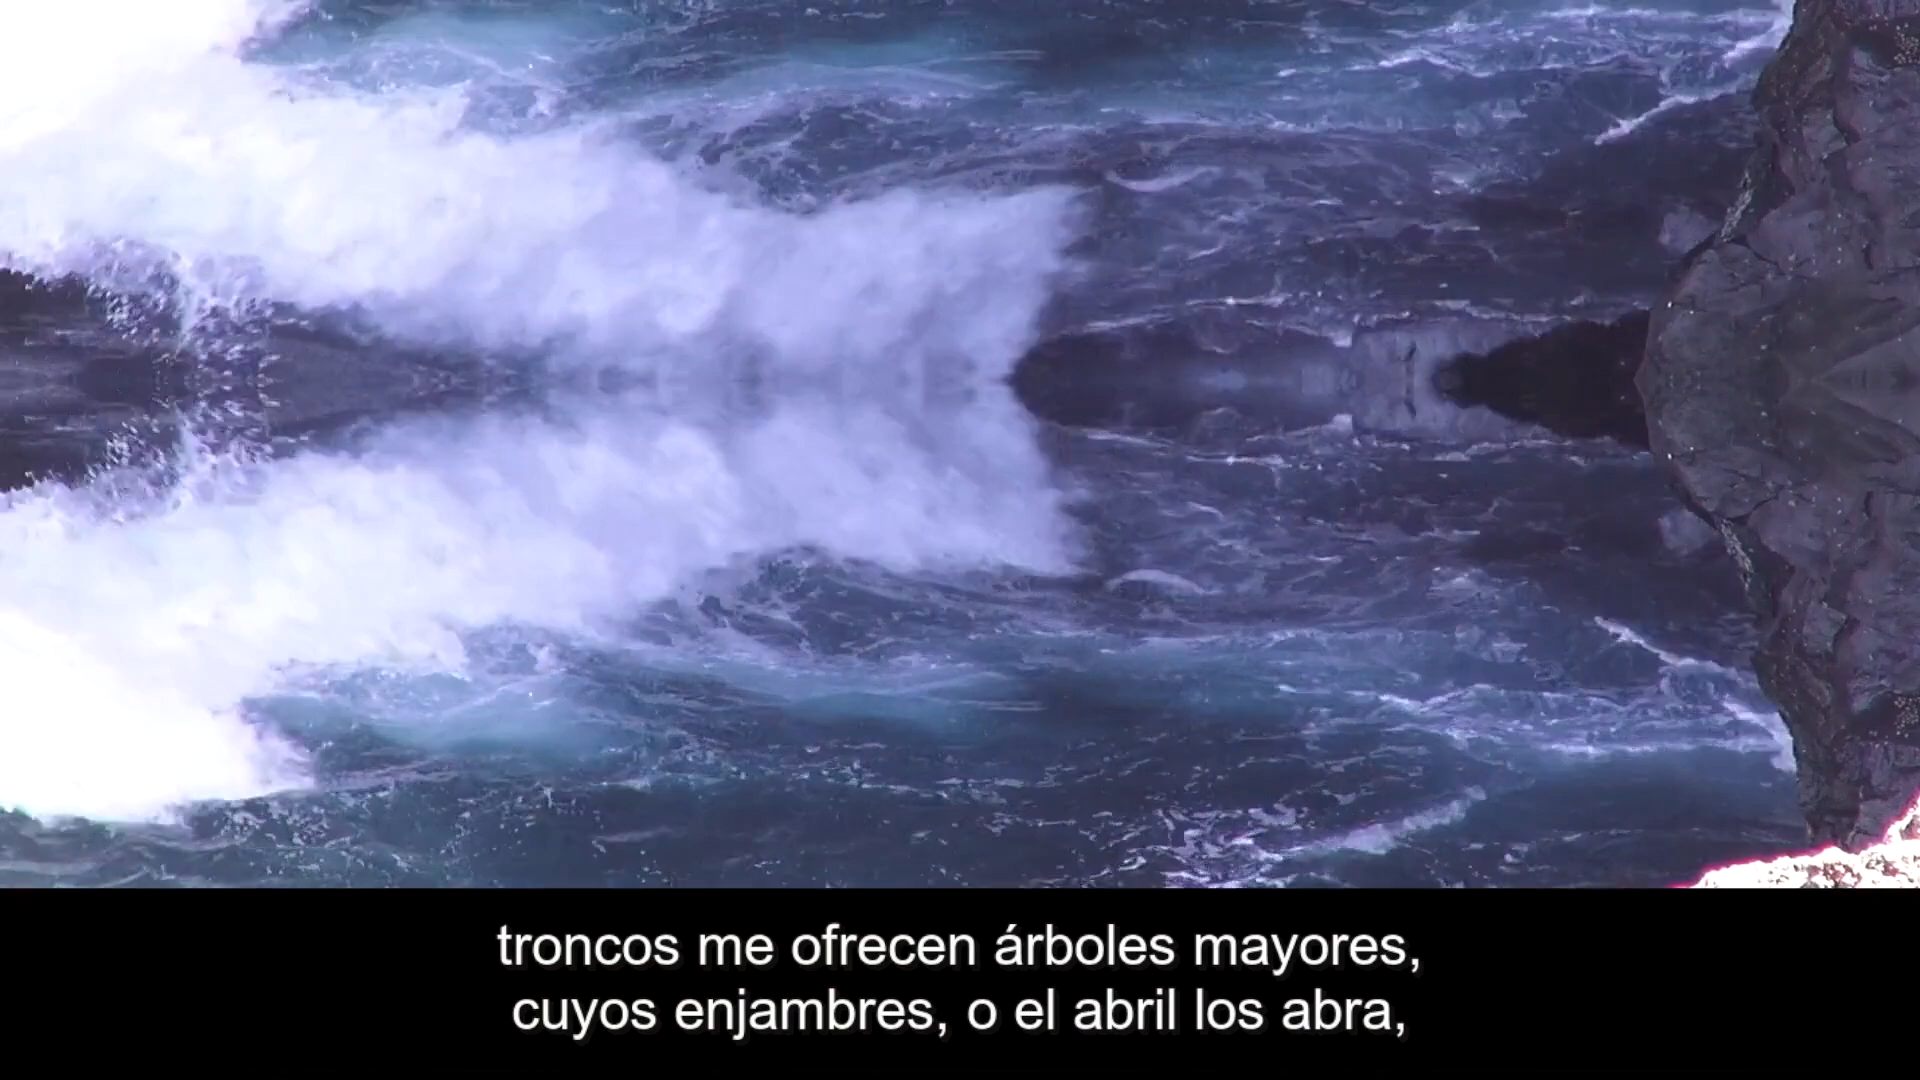 troncos me ofrecen árboles mayores,
cuyos enjambres, o el abril los abra,